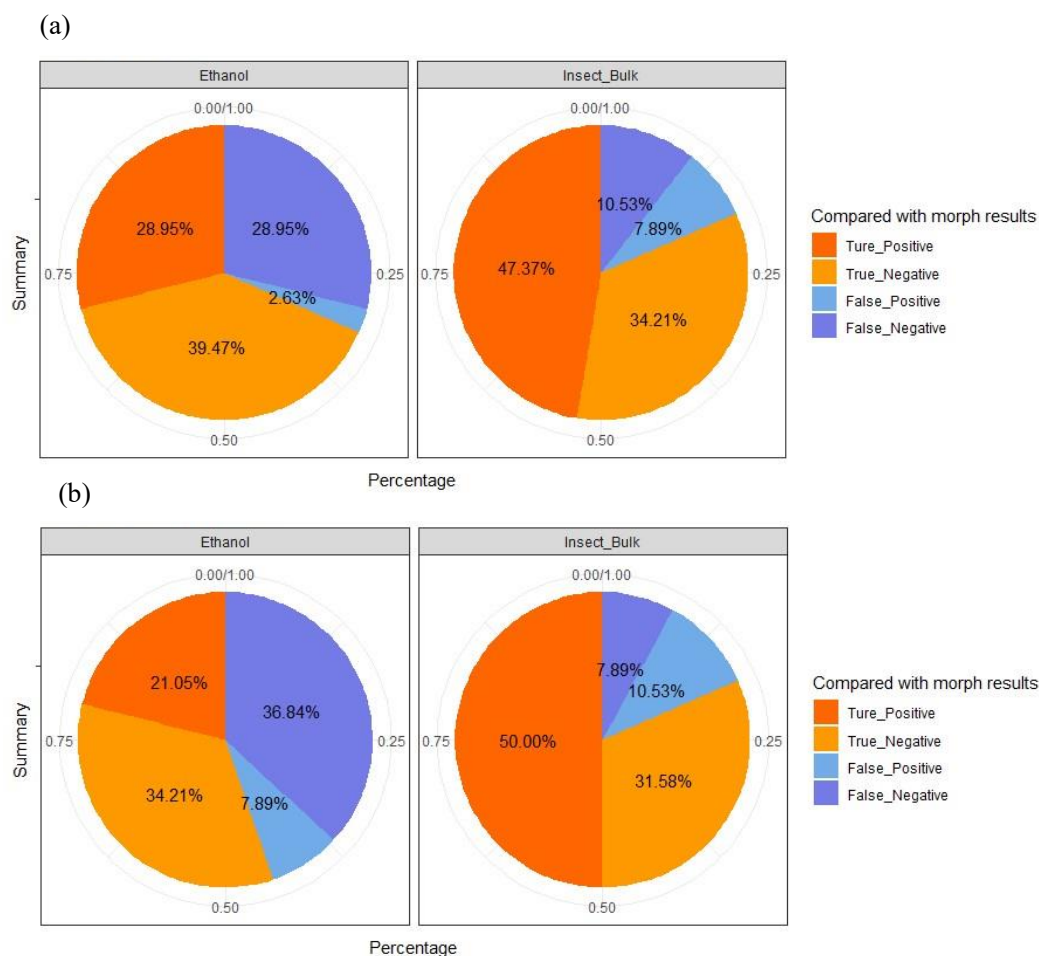 (a)
Ethanol
Insect_Bulk
0.00/1.00
0.00/1.00
28.95%
28.95%
10.53%
7.89%
Compared with morph results
Ture_Positive
True_Negative
False_Positive
False_Negative
Summary
0.75
0.25
2.63%
0.75
47.37%
0.25
39.47%
34.21%
0.50
0.50
Percentage
(b)
Ethanol
Insect_Bulk
0.00/1.00
0.00/1.00
21.05%
36.84%
7.89%
10.53%
Compared with morph results
Ture_Positive
True_Negative
False_Positive
False_Negative
Summary
0.75
0.25
0.75
50.00%
0.25
34.21%
7.89%
31.58%
0.50
0.50
Percentage